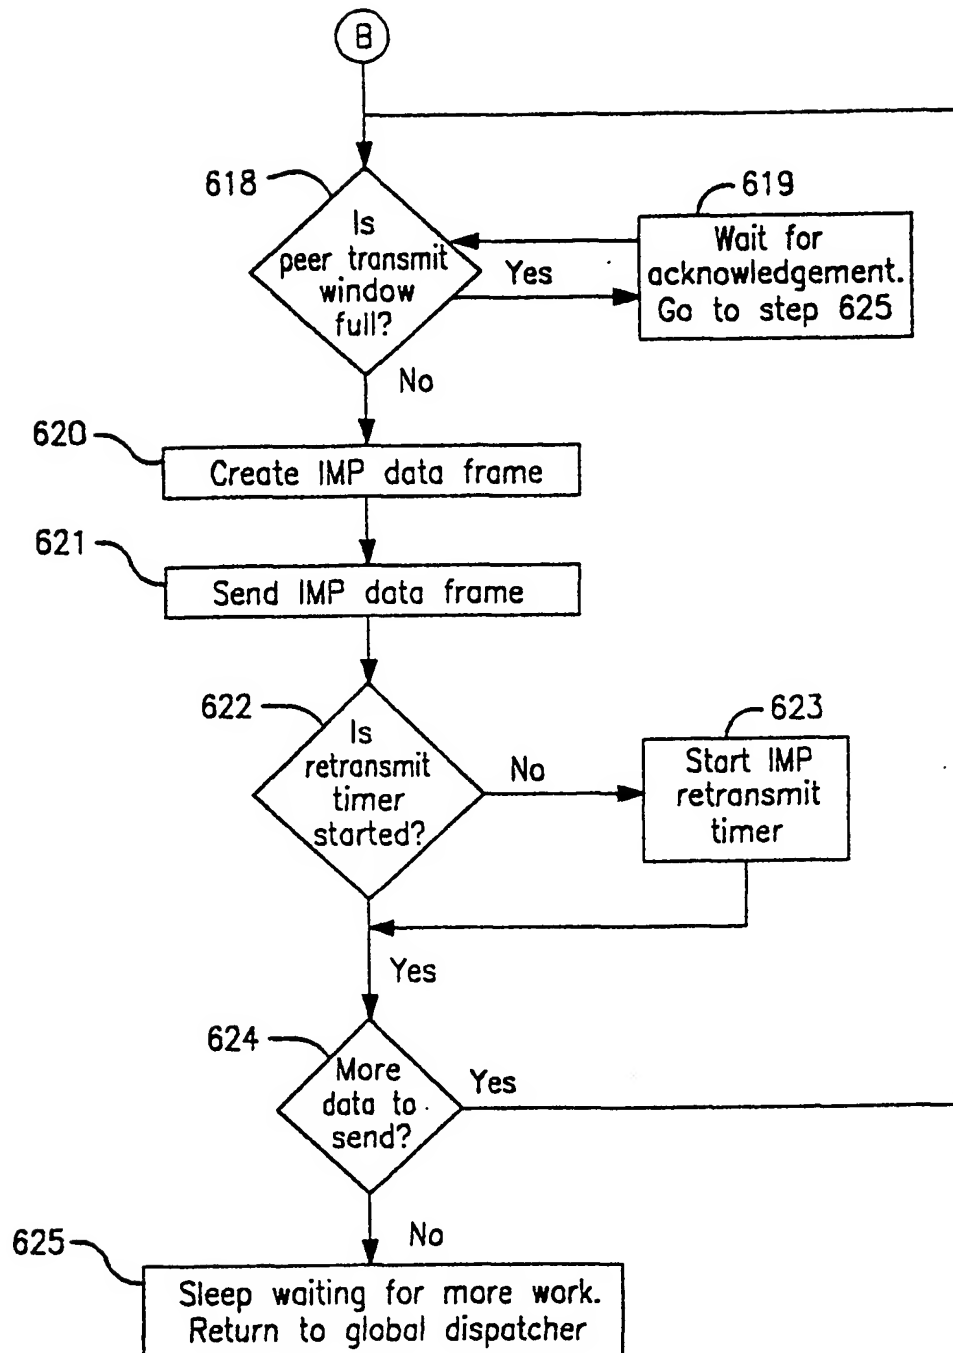 B
618
Is
peer transmit
window
full?
Yes
619
Wait for
acknowledgement.
Go to step 625
No
620
Create IMP data frame
621
Send IMP data frame
622
Is
retransmit
timer
started?
No
623
Start IMP
retransmit
timer
Yes
624
More
data to
send?
Yes
No
625
Sleep waiting for more work.
Return to global dispatcher